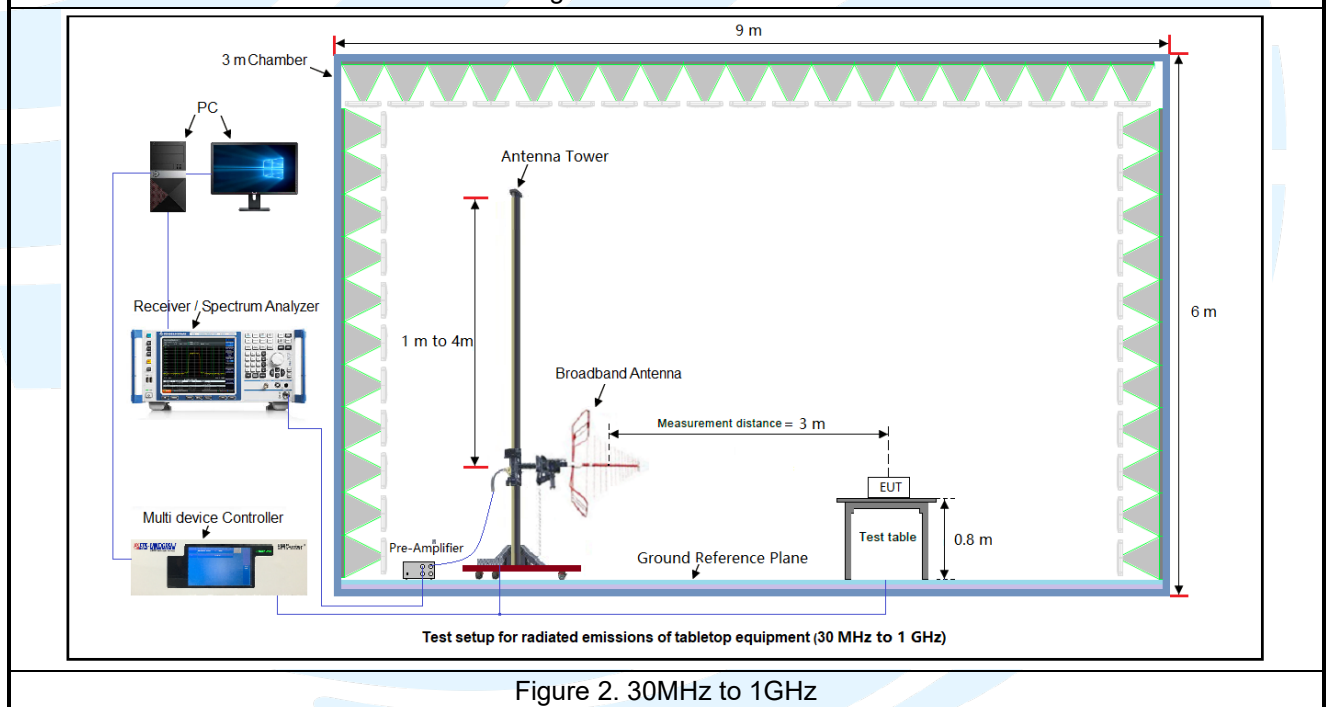 9 m
3 m Chamber
PC
Antenna Tower
Receiver / Spectrum Analyzer
6 m
1 m to 4m
Broadband Antenna
Measurement distance = 3 m
EUT
Multi device Controller
Pre-Amplifier
Test table
0.8 m
Ground Reference Plane
Test setup for radiated emissions of tabletop equipment (30 MHz to 1 GHz)
Figure 2. 30MHz to 1GHz